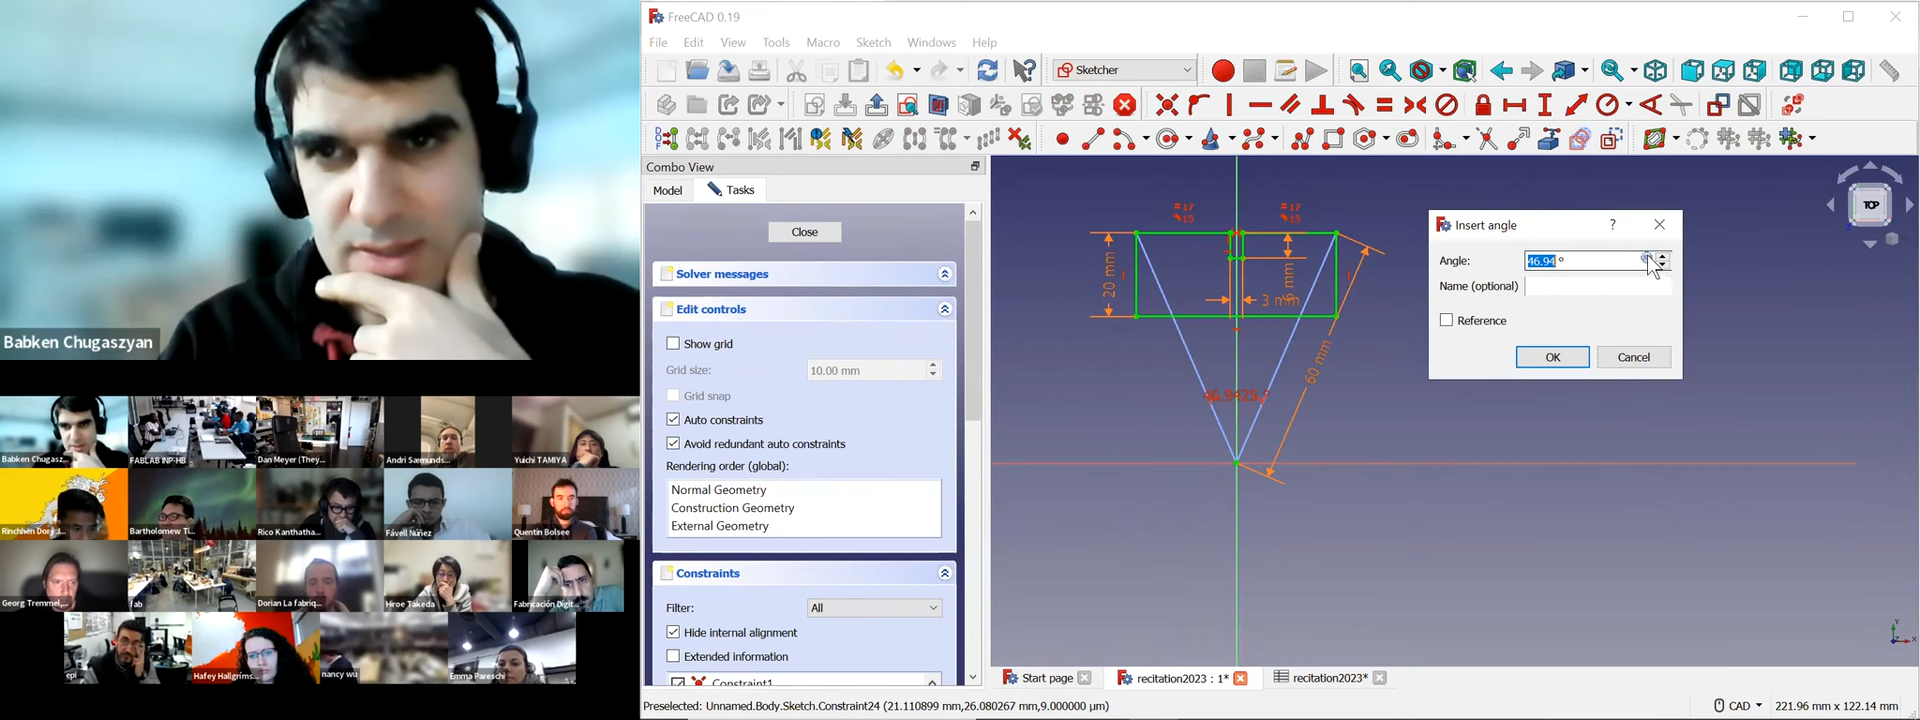 Babken Chugaszyan
Babken Chugasz...
FABLAB INP-HB
Dan Meyer (They...
Andri Sæmunds...
Yuichi TAMIYA
Rinchhen Dorj J...
Bartholomew Ti...
Rico Kanthatha...
Fávell Núñez
Quentin Bolsee
Georg Tremmel,...
fab
Dorian La fabriq...
Hiroe Takeda
Fabricación Digit...
epi
Hafey Hallgríms...
nancy wu
Emma Pareschi
FreeCAD 0.19
File Edit View Tools Macro Sketch Windows Help
Sketcher
Combo View
Model Tasks
Close
Solver messages
Edit controls
Show grid
Grid size: 10.00 mm
Grid snap
Auto constraints
Avoid redundant auto constraints
Rendering order (global):
Normal Geometry
Construction Geometry
External Geometry
Constraints
Filter: All
Hide internal alignment
Extended information
Constraint1
17
15
17
15
20 mm
3 mm
60 mm
TOP
Insert angle
Angle: 46.94 °
Name (optional)
Reference
OK Cancel
Y
X
Start page recitation2023 : 1* recitation2023*
Preselected: Unnamed.Body.Sketch.Constraint24 (21.110899 mm,26.080267 mm,9.000000 µm)
CAD 221.96 mm x 122.14 mm